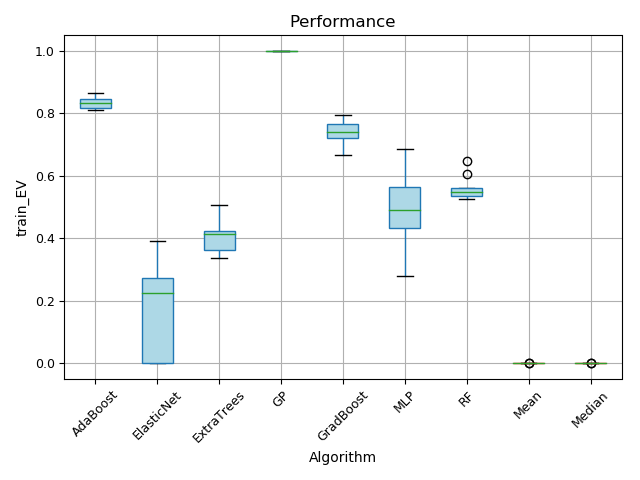 Performance
train_EV
1.0
0.8
0.6
0.4
0.2
0.0
AdaBoost
ElasticNet
ExtraTrees
GP
GradBoost
MLP
RF
Mean
Median
Algorithm